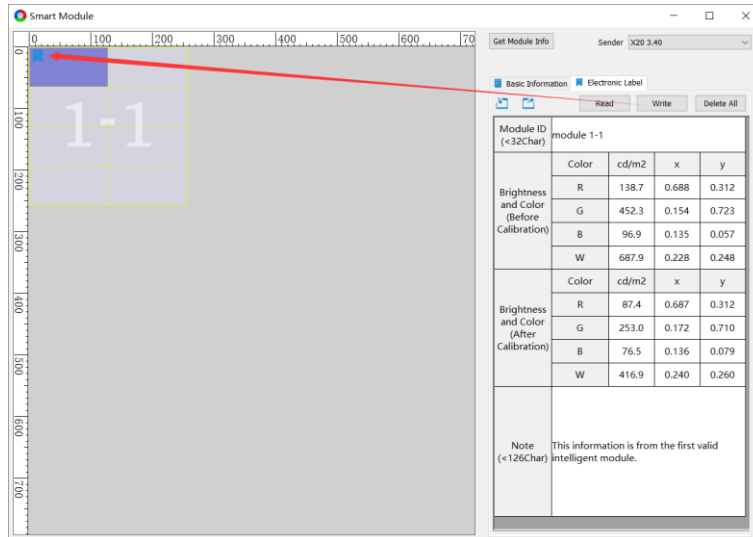 Smart Module
Get Module Info Sender X20 3.40
0 100 200 300 400 500 600 70
0
100
200
300
400
500
600
700
1-1
Basic Information Electronic Label
Read Write Delete All
Module ID
(<32Char)
module 1-1
Brightness
and Color
(Before
Calibration)
Color cd/m2 x y
R 138.7 0.688 0.312
G 452.3 0.154 0.723
B 96.9 0.135 0.057
W 687.9 0.228 0.248
Brightness
and Color
(After
Calibration)
Color cd/m2 x y
R 87.4 0.687 0.312
G 253.0 0.172 0.710
B 76.5 0.136 0.079
W 416.9 0.240 0.260
Note
(<126Char)
This information is from the first valid
intelligent module.